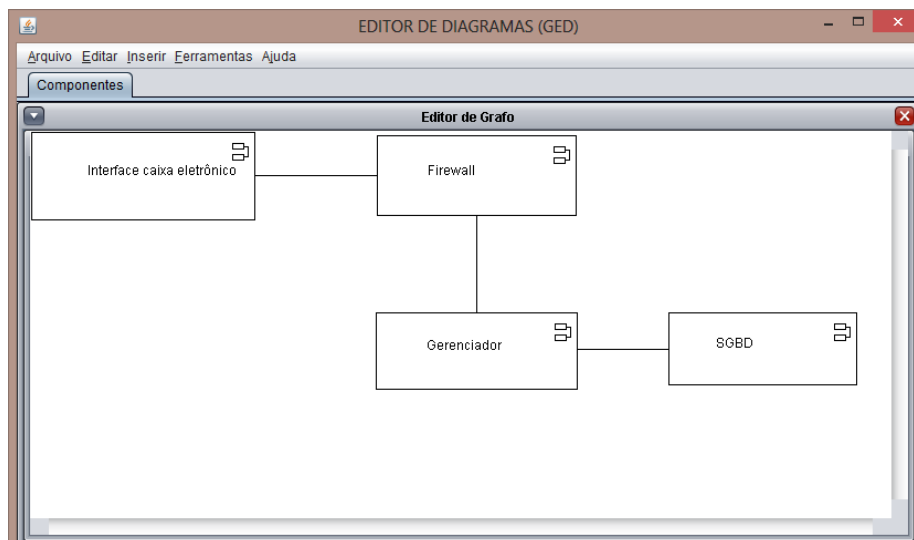 EDITOR DE DIAGRAMAS (GED)
Arquivo Editar Inserir Ferramentas Ajuda
Componentes
Editor de Grafo
Interface caixa eletrônico
Firewall
Gerenciador
SGBD